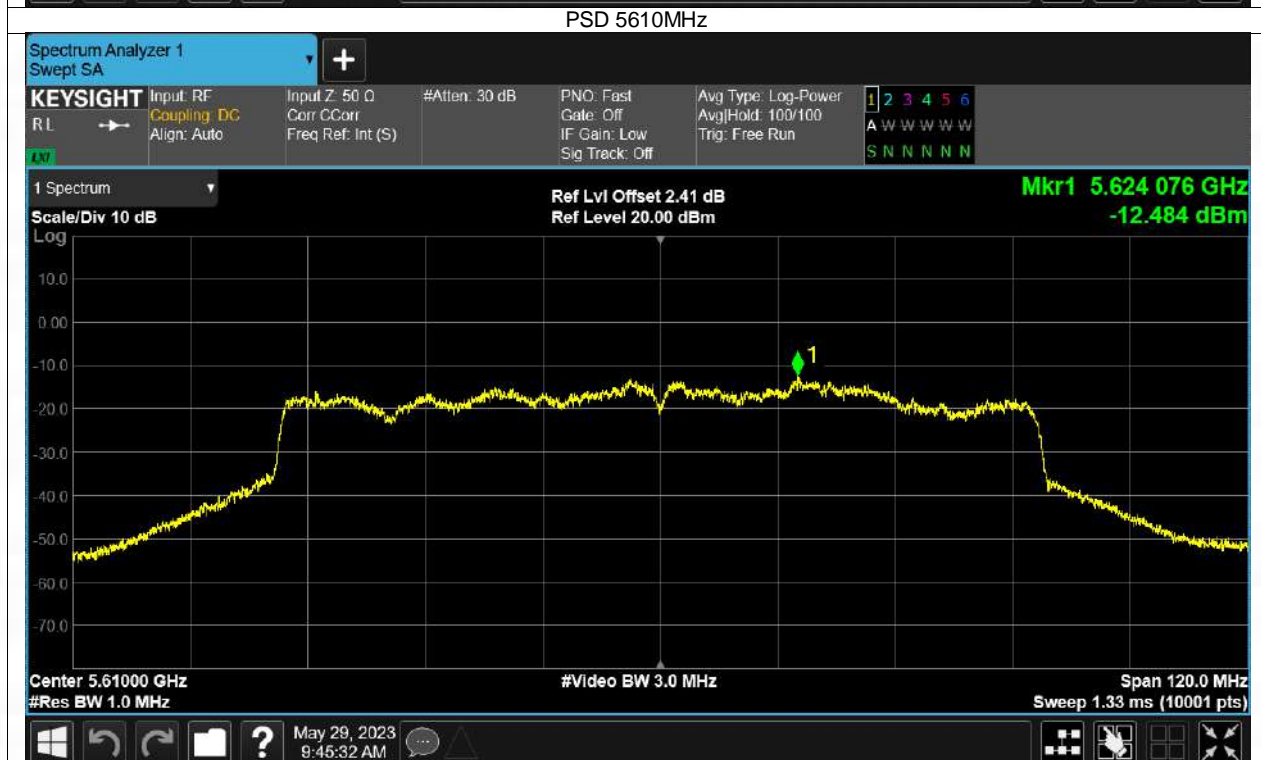 PSD 5610MHz
Spectrum Analyzer 1
Swept SA
+
KEYSIGHT Input: RF Input Z: 50 Ω #Atten: 30 dB PNO: Fast Avg Type: Log-Power 1 2 3 4 5 6
RL Coupling: DC Corr CCorr Gate: Off Avg|Hold: 100/100 A W W W W W
Align: Auto Freq Ref: Int (S) IF Gain: Low Trig: Free Run
LXI Sig Track: Off S N N N N N
1 Spectrum Ref Lvl Offset 2.41 dB Mkr1 5.624 076 GHz
Scale/Div 10 dB Ref Level 20.00 dBm -12.484 dBm
Log
10.0
0.00
1
-10.0
-20.0
-30.0
-40.0
-50.0
-60.0
-70.0
Center 5.61000 GHz #Video BW 3.0 MHz Span 120.0 MHz
#Res BW 1.0 MHz Sweep 1.33 ms (10001 pts)
? May 29, 2023
9:45:32 AM